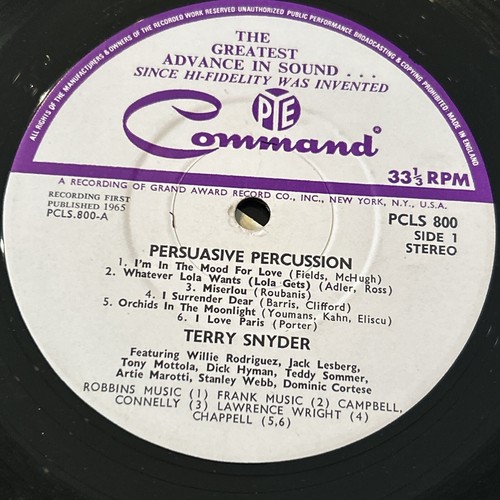 ALL RIGHTS OF THE MANUFACTURERS & OWNERS OF THE RECORDED WORK RESERVED UNAUTHORIZED PUBLIC PERFORMANCE, BROADCASTING & COPYING PROHIBITED MADE IN ENGLAND
THE
GREATEST
ADVANCE IN SOUND . . .
SINCE HI-FIDELITY WAS INVENTED
PYE
Command
33⅓ RPM
A RECORDING OF GRAND AWARD RECORD CO., INC., NEW YORK, N.Y., U.S.A.
RECORDING FIRST
PUBLISHED 1965
PCLS.800-A
PCLS 800
SIDE 1
STEREO
PERSUASIVE PERCUSSION
1. I'm In The Mood For Love (Fields, McHugh)
2. Whatever Lola Wants (Lola Gets) (Adler, Ross)
3. Miserlou (Roubanis)
4. I Surrender Dear (Barris, Clifford)
5. Orchids In The Moonlight (Youmans, Kahn, Eliscu)
6. I Love Paris (Porter)
TERRY SNYDER
Featuring Willie Rodriguez, Jack Lesberg,
Tony Mottola, Dick Hyman, Teddy Sommer,
Artie Marotti, Stanley Webb, Dominic Cortese
ROBBINS MUSIC (1) FRANK MUSIC (2) CAMPBELL,
CONNELLY (3) LAWRENCE WRIGHT (4)
CHAPPELL (5,6)